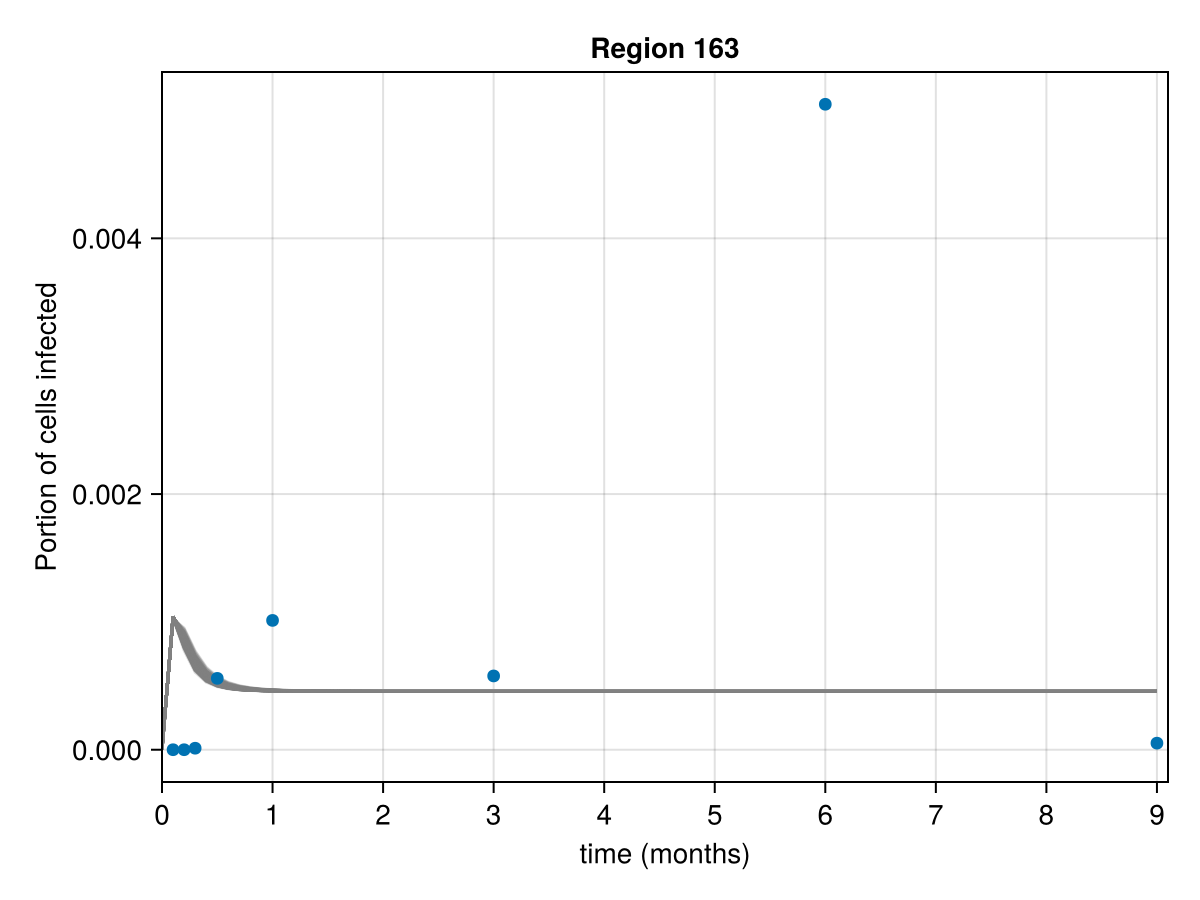 Region 163
Portion of cells infected
0.004
0.002
0.000
0 1 2 3 4 5 6 7 8 9
time (months)